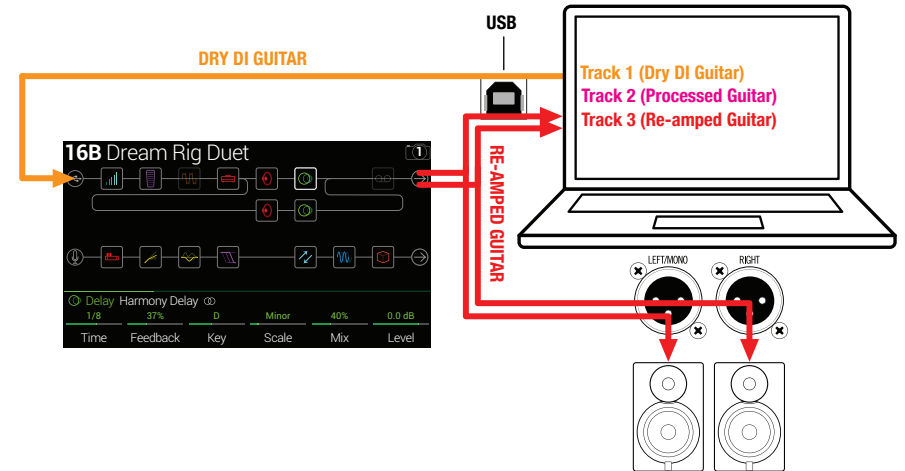 USB
DRY DI GUITAR
Track 1 (Dry DI Guitar)
Track 2 (Processed Guitar)
Track 3 (Re-amped Guitar)
16B Dream Rig Duet
1
RE-AMPED GUITAR
LEFT/MONO
RIGHT
Delay Harmony Delay
1/8 37% D Minor 40% 0.0 dB
Time Feedback Key Scale Mix Level